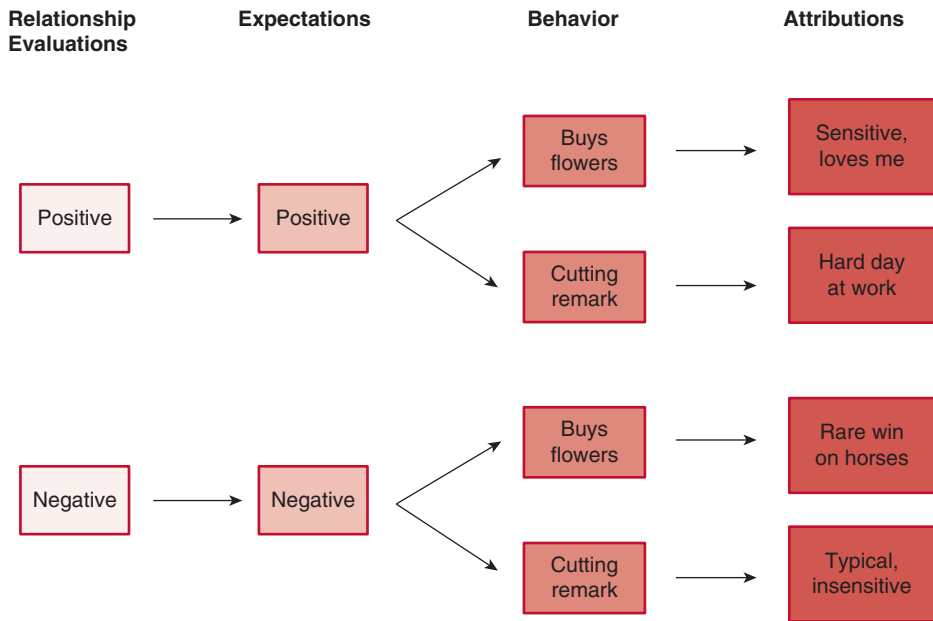 Relationship
Evaluations
Expectations
Behavior
Attributions
Positive
Positive
Buys
flowers
Sensitive,
loves me
Cutting
remark
Hard day
at work
Negative
Negative
Buys
flowers
Rare win
on horses
Cutting
remark
Typical,
insensitive